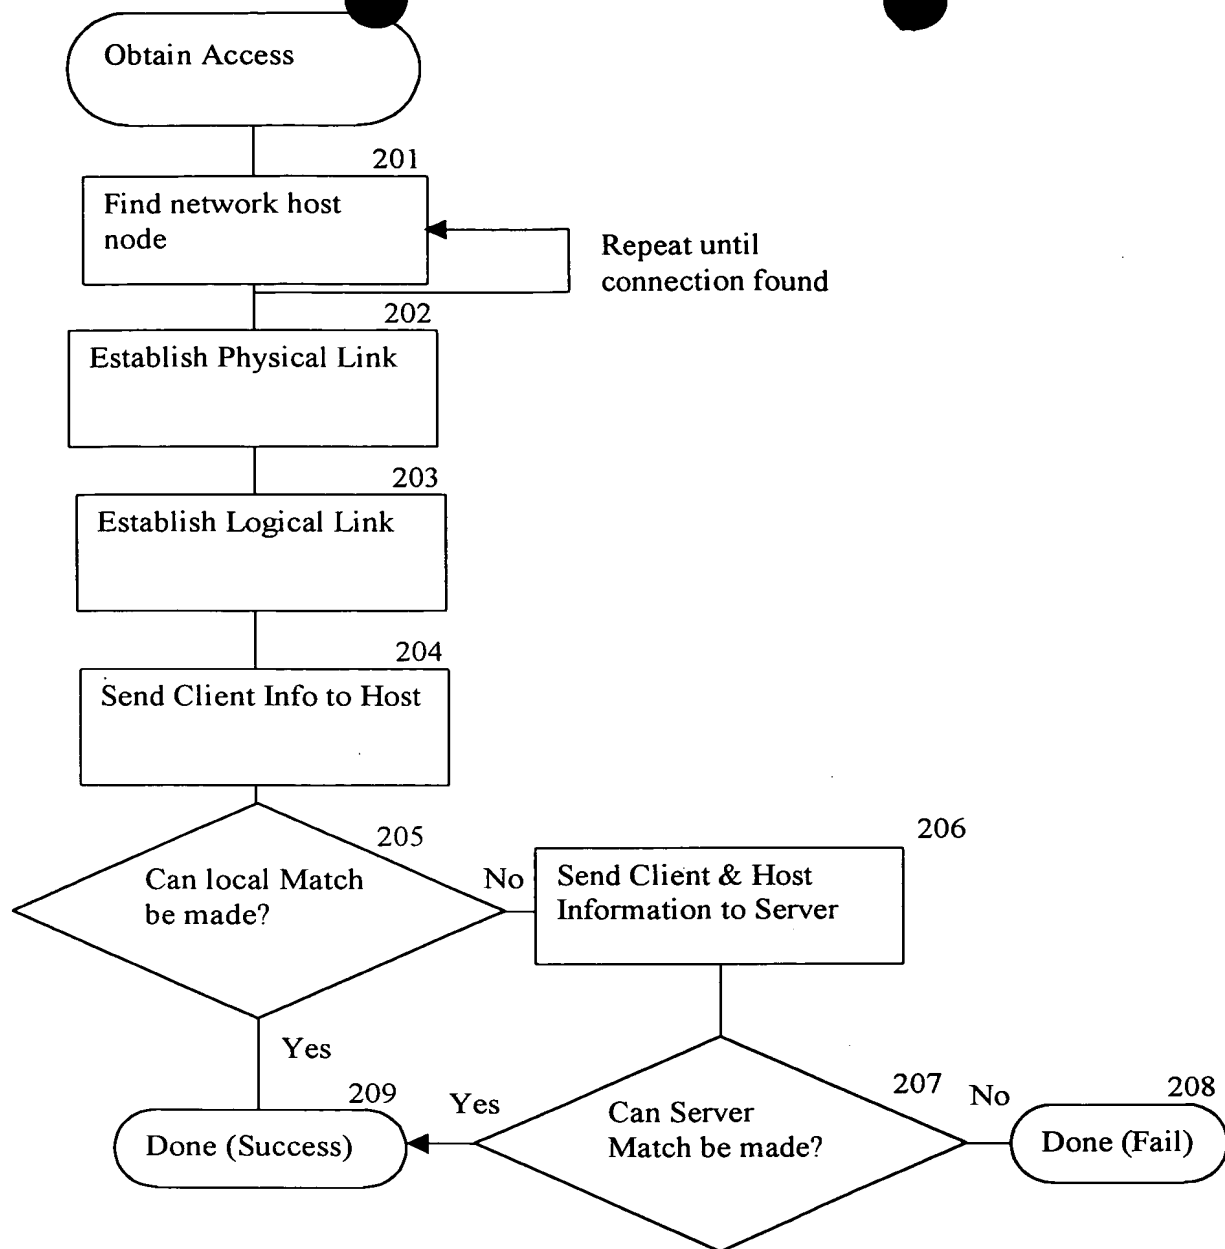 Obtain Access
201
Find network host
node
Repeat until
connection found
202
Establish Physical Link
203
Establish Logical Link
204
Send Client Info to Host
205
Can local Match
be made?
No
206
Send Client & Host
Information to Server
Yes
209
Done (Success)
Yes
207
Can Server
Match be made?
No
208
Done (Fail)